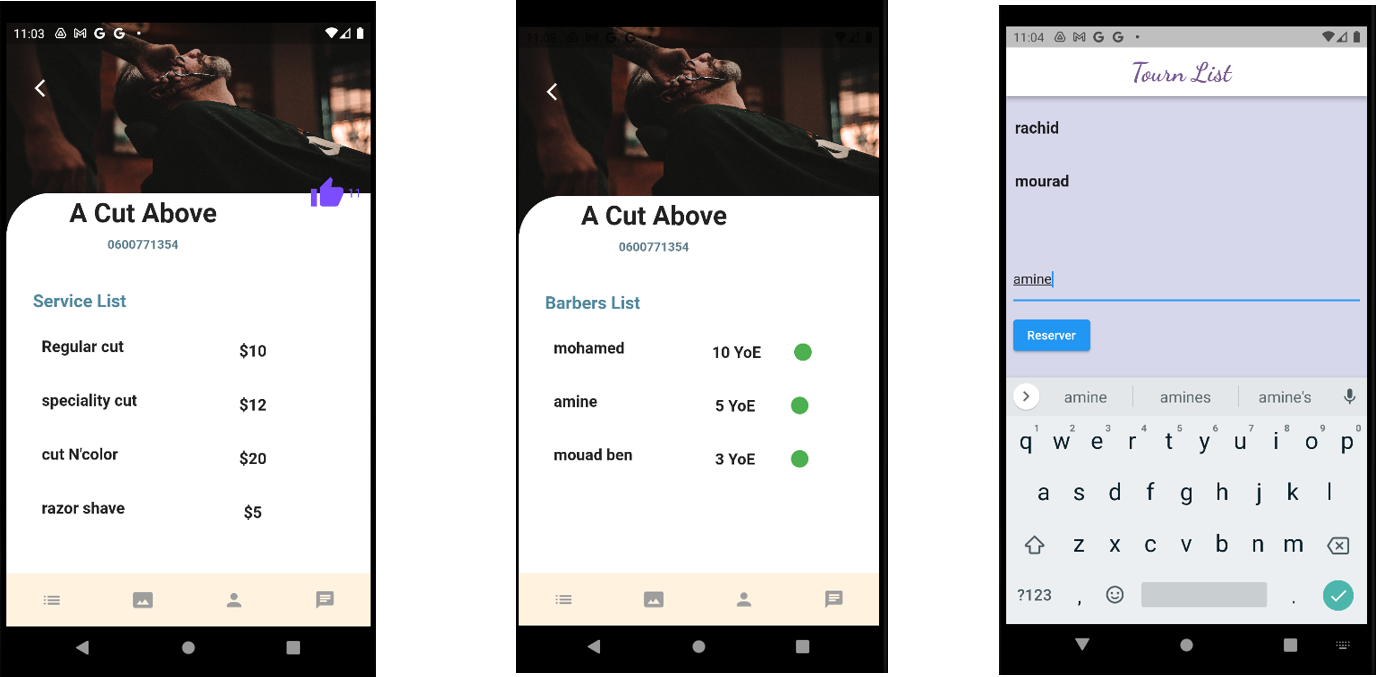 11:03
11
A Cut Above
0600771354
Service List
Regular cut $10
speciality cut $12
cut N'color $20
razor shave $5
A Cut Above
0600771354
Barbers List
mohamed 10 YoE
amine 5 YoE
mouad ben 3 YoE
11:04
Tourn List
rachid
mourad
amine
Reserver
amine amines amine's
1 2 3 4 5 6 7 8 9 0
q w e r t y u i o p
a s d f g h j k l
z x c v b n m
?123 , .